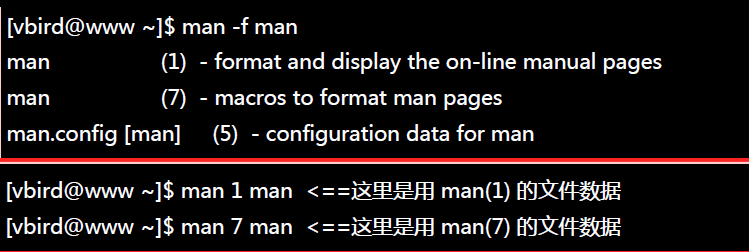 [vbird@www ~]$ man -f man
man (1) - format and display the on-line manual pages
man (7) - macros to format man pages
man.config [man] (5) - configuration data for man
[vbird@www ~]$ man 1 man <==这里是用 man(1) 的文件数据
[vbird@www ~]$ man 7 man <==这里是用 man(7) 的文件数据